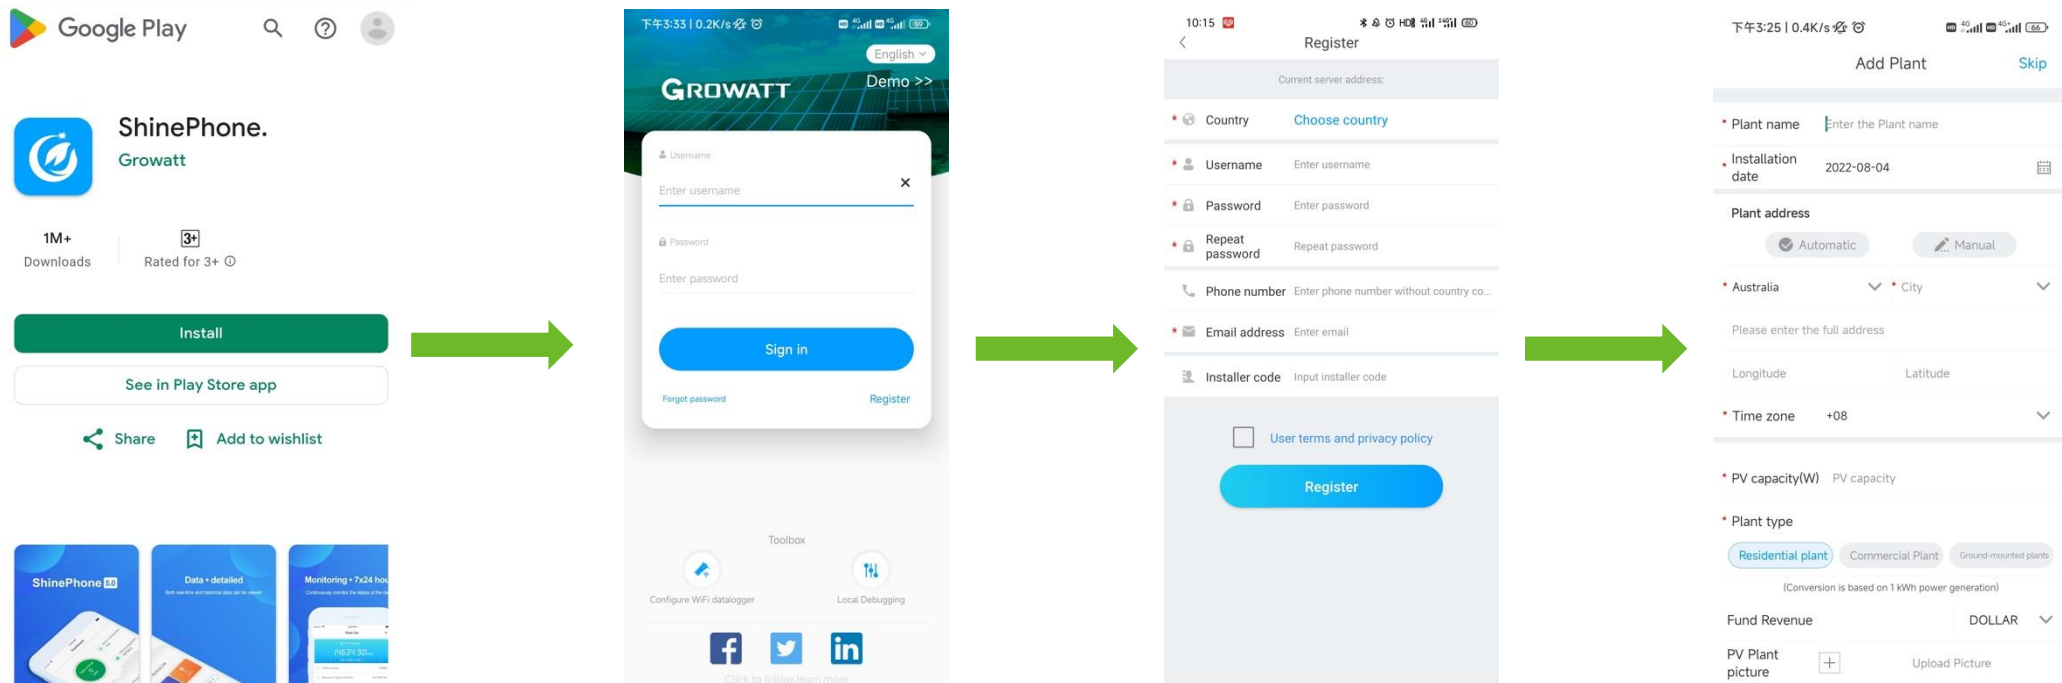 Google Play
ShinePhone.
Growatt
1M+
Downloads
3+
Rated for 3+
Install
See in Play Store app
Share
Add to wishlist
ShinePhone 8.0
Data • detailed
Monitoring • 7x24 hou
下午3:33 | 0.2K/s
English
GROWATT
Demo >>
Username
Enter username
Password
Enter password
Sign in
Forgot password
Register
Toolbox
Configure WiFi datalogger
Local Debugging
Click to follow learn more
10:15
Register
Current server address:
* Country Choose country
* Username Enter username
* Password Enter password
* Repeat
password
Repeat password
Phone number Enter phone number without country co...
* Email address Enter email
Installer code Input installer code
User terms and privacy policy
Register
下午3:25 | 0.4K/s
Add Plant
Skip
* Plant name Enter the Plant name
* Installation
date
2022-08-04
Plant address
Automatic
Manual
* Australia
* City
Please enter the full address
Longitude
Latitude
* Time zone +08
* PV capacity(W) PV capacity
* Plant type
Residential plant
Commercial Plant
Ground-mounted plants
(Conversion is based on 1 kWh power generation)
Fund Revenue
DOLLAR
PV Plant
picture
Upload Picture